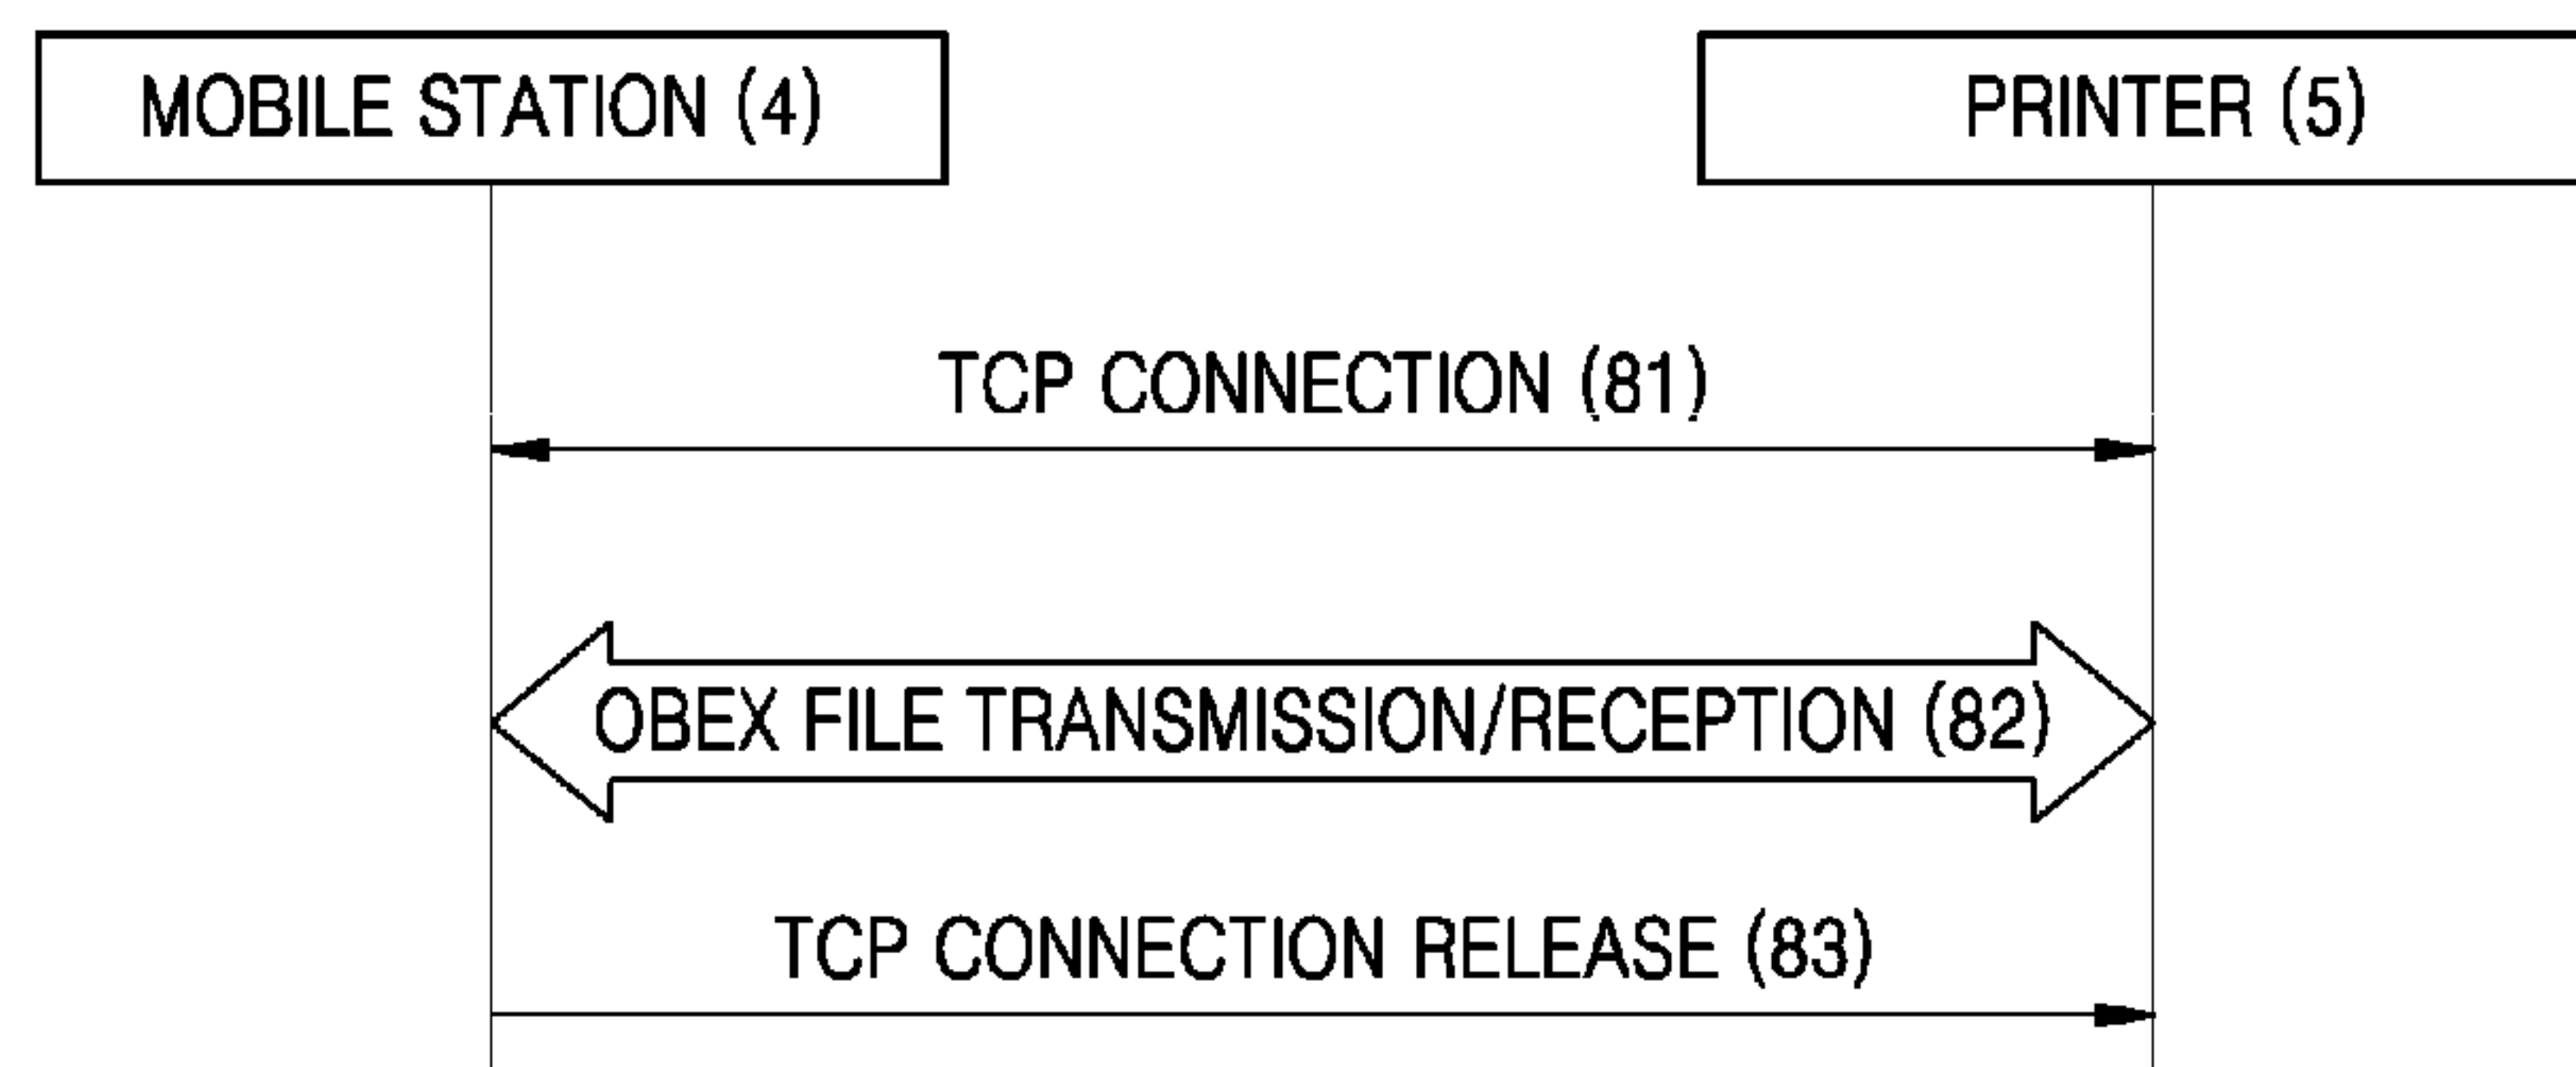 MOBILE STATION (4)
PRINTER (5)
TCP CONNECTION (81)
OBEX FILE TRANSMISSION/RECEPTION (82)
TCP CONNECTION RELEASE (83)